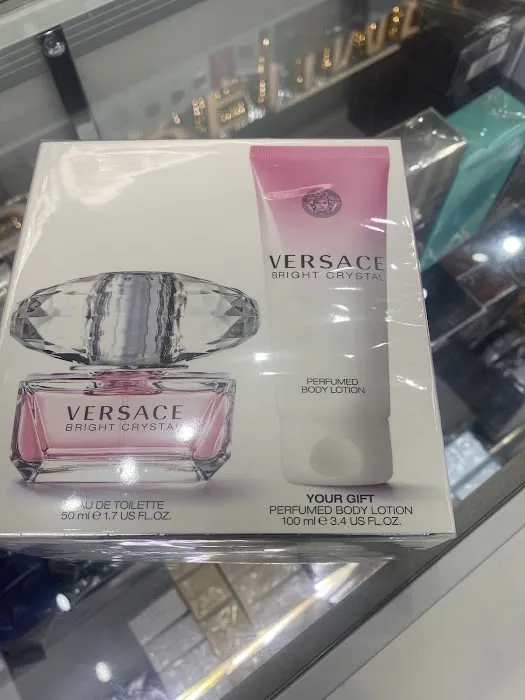 VERSACE
BRIGHT CRYSTAL
PERFUMED
BODY LOTION
VERSACE
BRIGHT CRYSTAL
EAU DE TOILETTE
50 ml e 1.7 US FL.OZ.
YOUR GIFT
PERFUMED BODY LOTION
100 ml e 3.4 US FL.OZ.